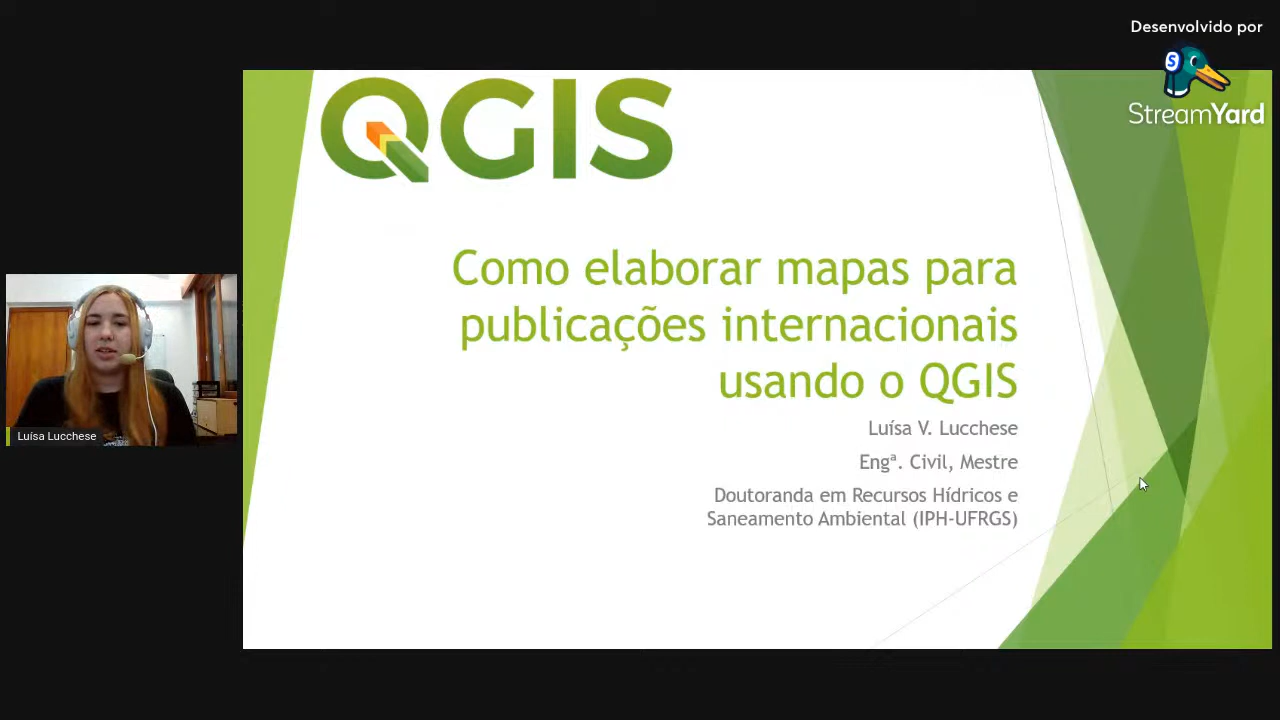 Desenvolvido por
StreamYard
QGIS
Como elaborar mapas para
publicações internacionais
usando o QGIS
Luísa V. Lucchese
Engª. Civil, Mestre
Doutoranda em Recursos Hídricos e
Saneamento Ambiental (IPH-UFRGS)
Luísa Lucchese